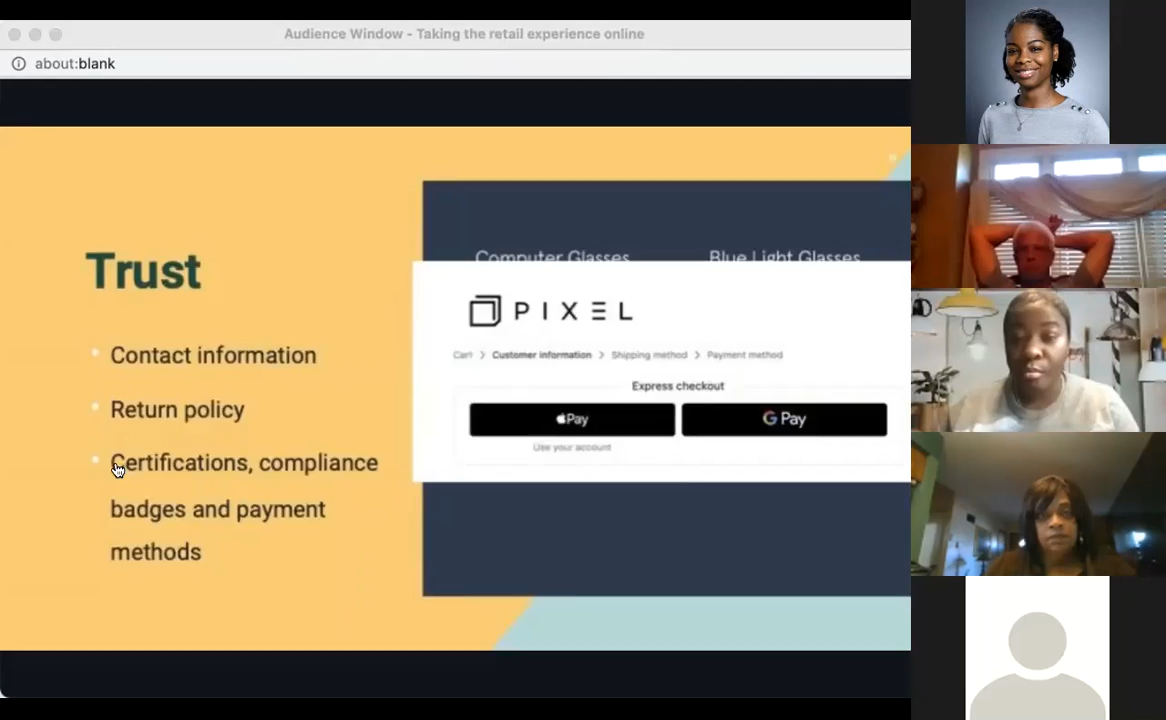 Audience Window - Taking the retail experience online
about:blank
Trust
Contact information
Return policy
Certifications, compliance
badges and payment
methods
Computer Glasses
Blue Light Glasses
PIXEL
Cart > Customer information > Shipping method > Payment method
Express checkout
Pay
G Pay
Use your account